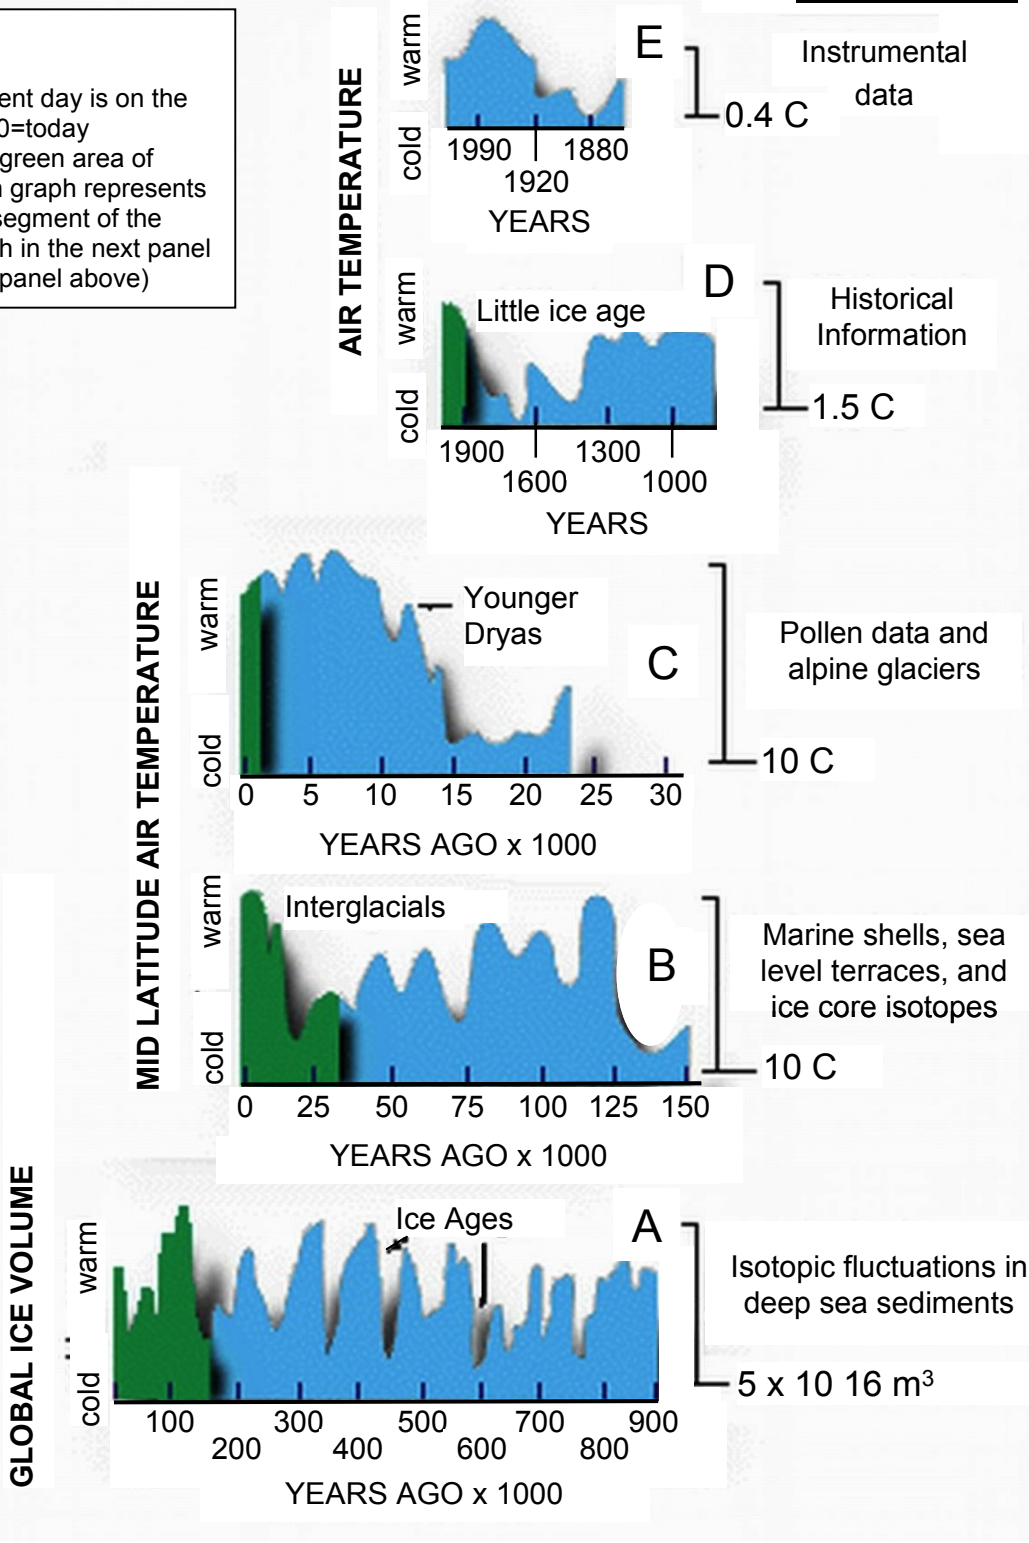 ent day is on the
0=today
green area of
graph represents
segment of the
h in the next panel
panel above)
AIR TEMPERATURE
warm
cold
E
1990
1880
1920
YEARS
0.4 C
Instrumental
data
warm
cold
Little ice age
D
1900
1300
1600
1000
YEARS
1.5 C
Historical
Information
MID LATITUDE AIR TEMPERATURE
warm
cold
Younger
Dryas
C
0 5 10 15 20 25 30
YEARS AGO x 1000
10 C
Pollen data and
alpine glaciers
warm
cold
Interglacials
B
0 25 50 75 100 125 150
YEARS AGO x 1000
10 C
Marine shells, sea
level terraces, and
ice core isotopes
GLOBAL ICE VOLUME
warm
cold
Ice Ages
A
100 300 500 700 900
200 400 600 800
YEARS AGO x 1000
5 x 10 16 m³
Isotopic fluctuations in
deep sea sediments